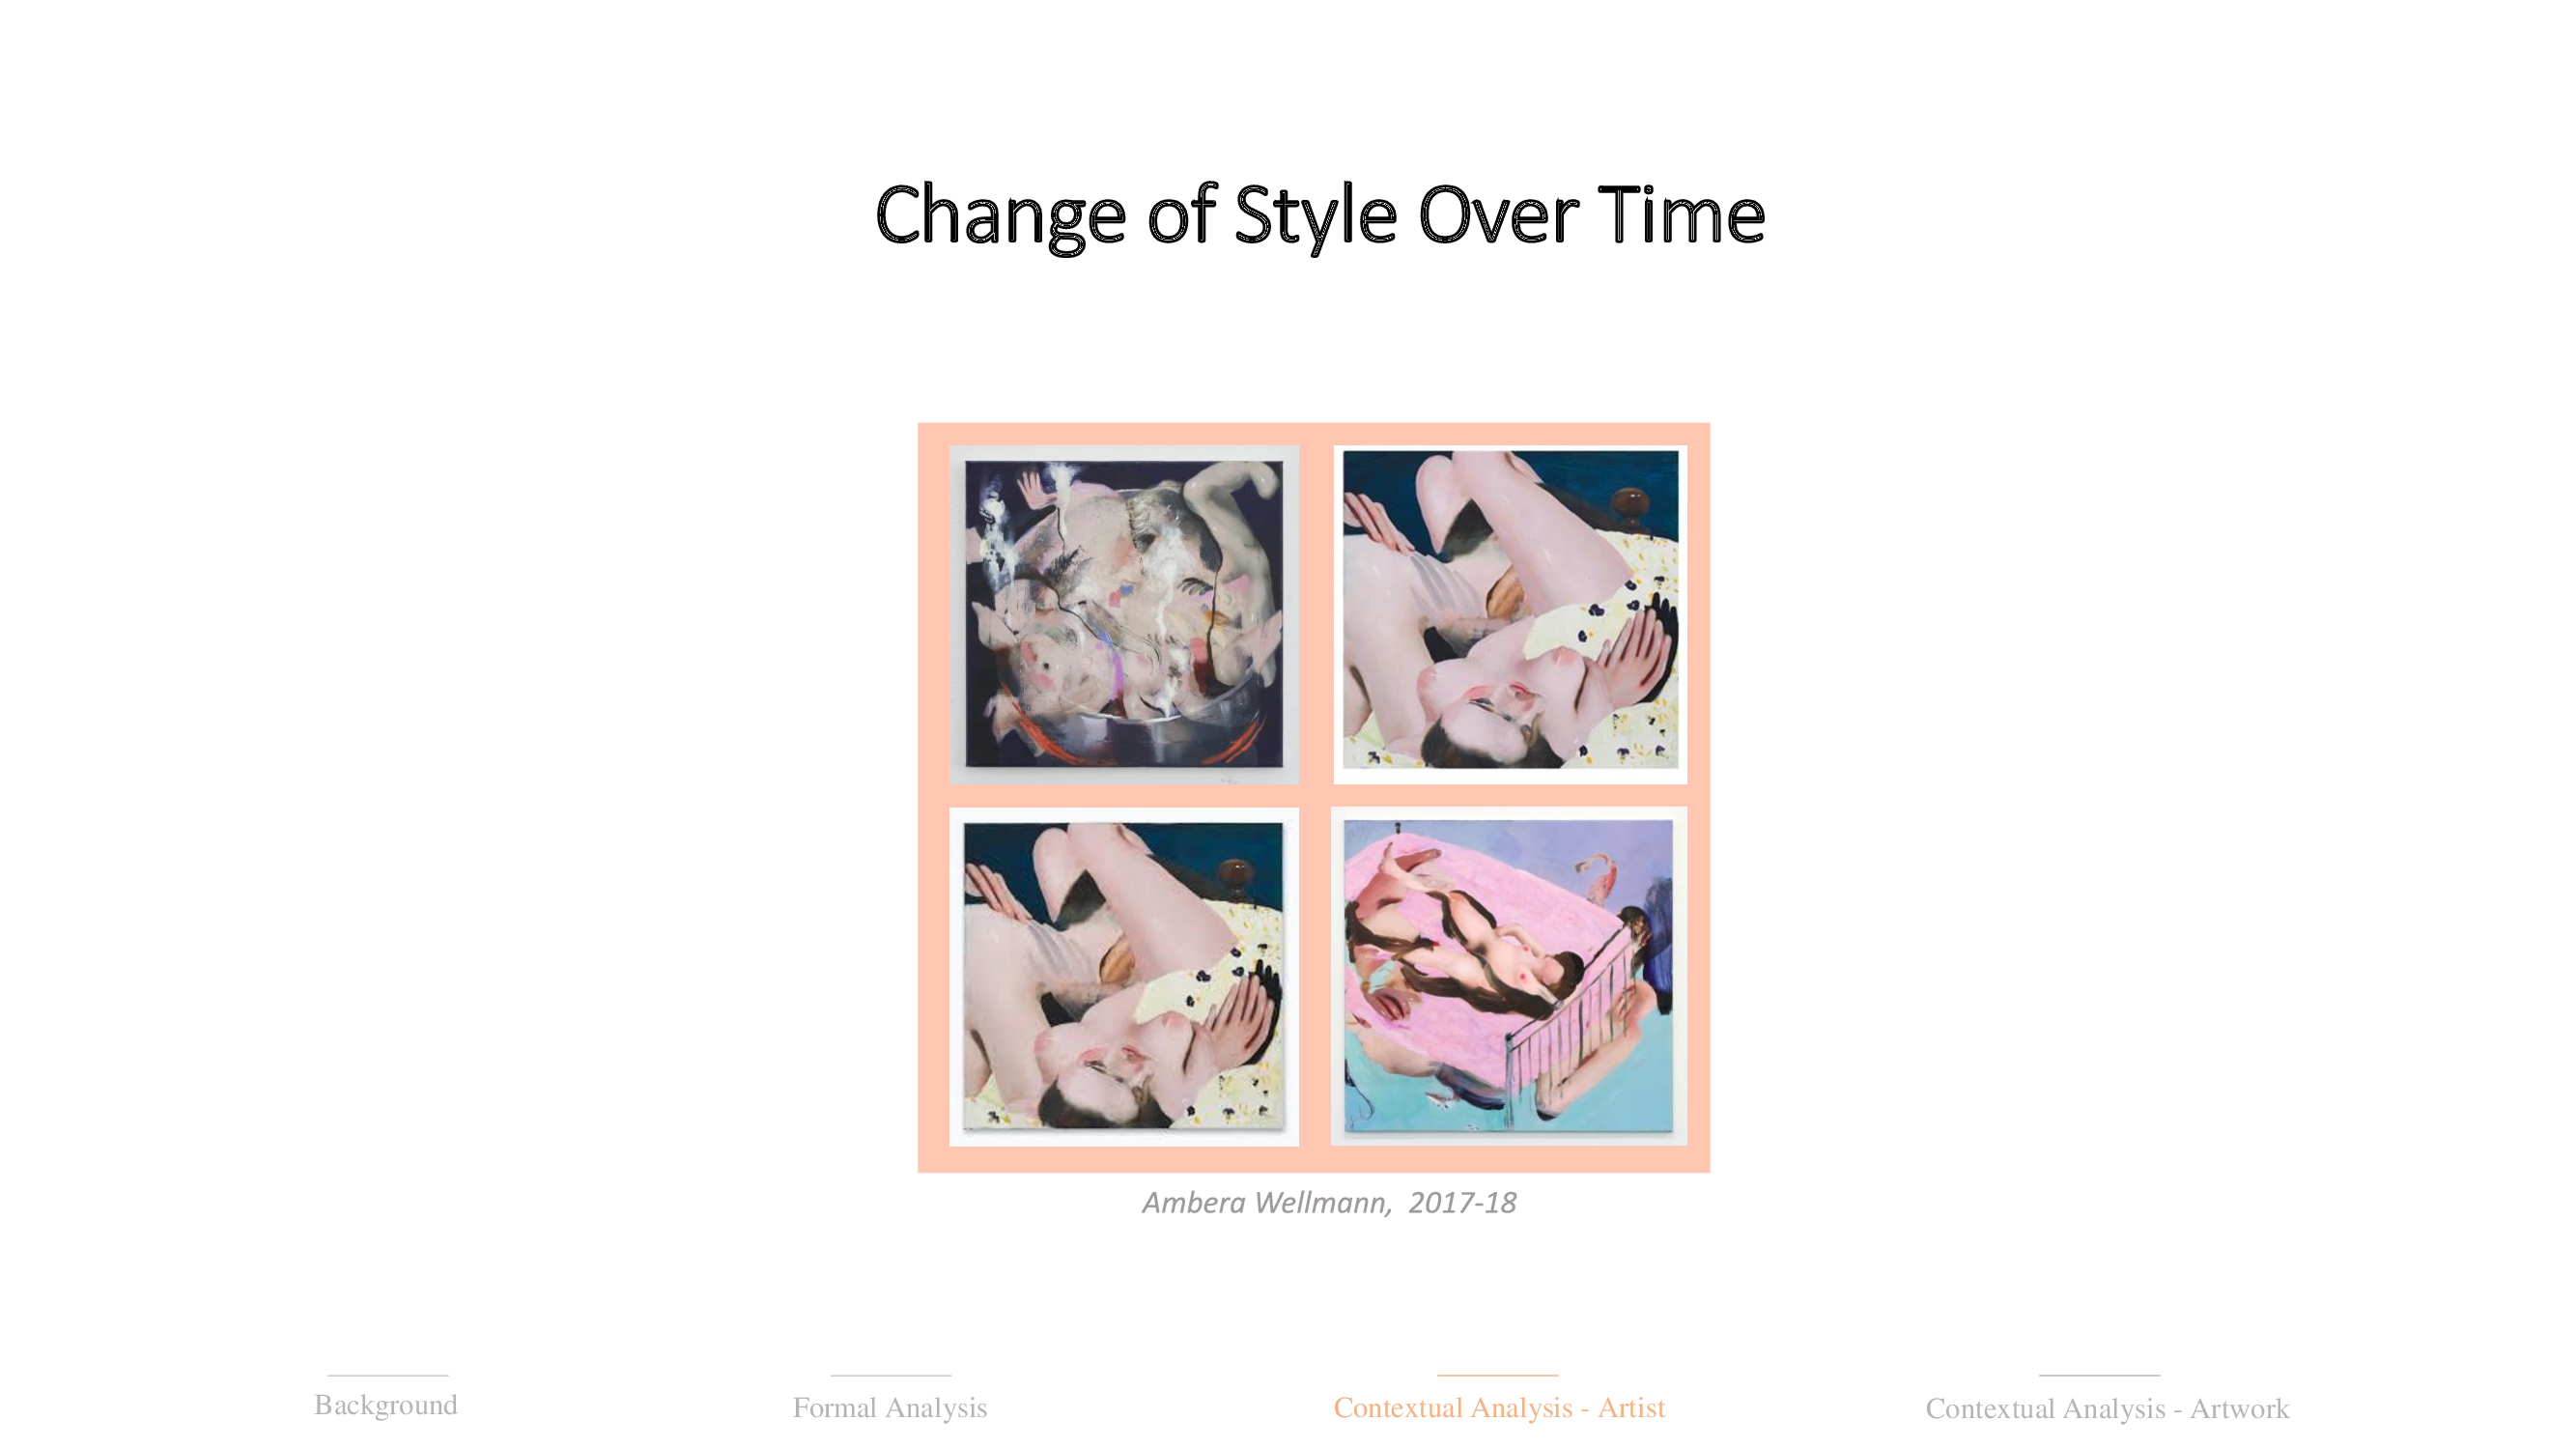 Change of Style Over Time
Ambera Wellmann,  2017-18
Background
Formal Analysis
Contextual Analysis - Artist
Contextual Analysis - Artwork